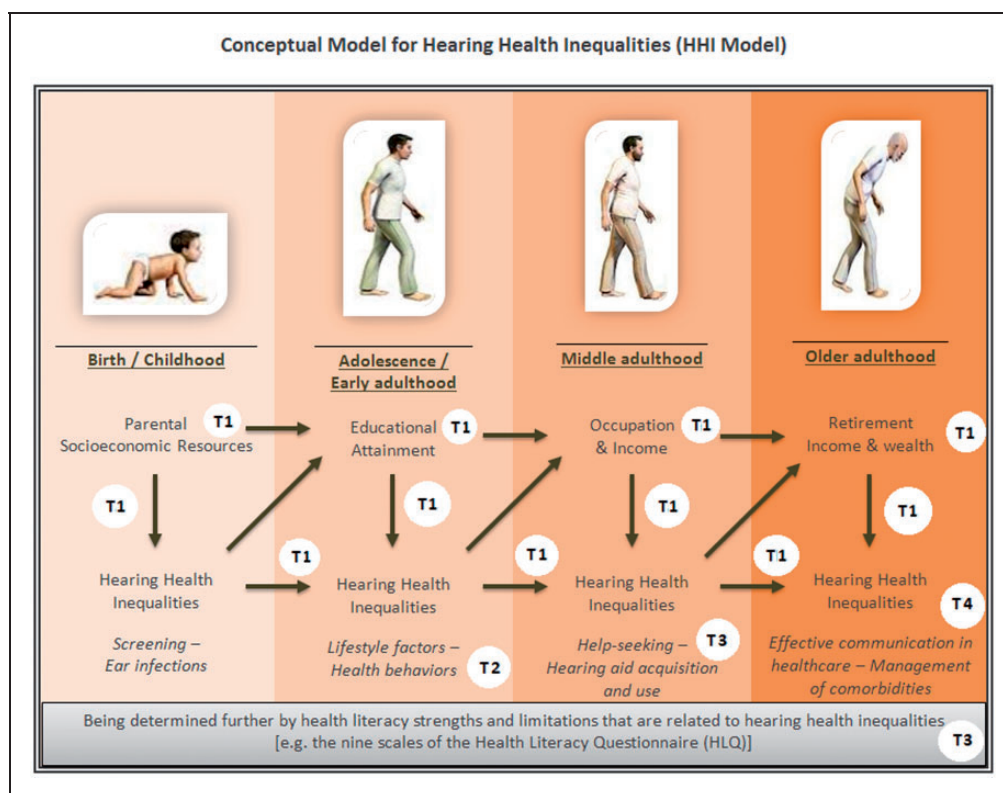 Conceptual Model for Hearing Health Inequalities (HHI Model)
Birth / Childhood
Adolescence /
Early adulthood
Middle adulthood
Older adulthood
Parental
Socioeconomic Resources
T1
Educational
Attainment
T1
Occupation
& Income
T1
Retirement
Income & wealth
T1
T1
T1
T1
T1
Hearing Health
Inequalities
T1
Hearing Health
Inequalities
T1
Hearing Health
Inequalities
T1
Hearing Health
Inequalities
T4
Screening –
Ear infections
Lifestyle factors –
Health behaviors
T2
Help-seeking –
Hearing aid acquisition
and use
T3
Effective communication in
healthcare – Management
of comorbidities
Being determined further by health literacy strengths and limitations that are related to hearing health inequalities
[e.g. the nine scales of the Health Literacy Questionnaire (HLQ)]
T3